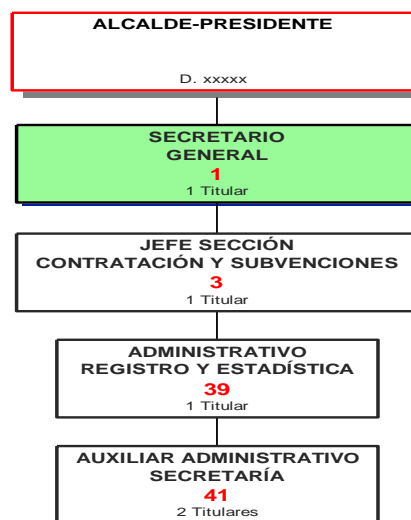 ALCALDE-PRESIDENTE
D. xxxxx
SECRETARIO
GENERAL
1
1 Titular
JEFE SECCIÓN
CONTRATACIÓN Y SUBVENCIONES
3
1 Titular
ADMINISTRATIVO
REGISTRO Y ESTADÍSTICA
39
1 Titular
AUXILIAR ADMINISTRATIVO
SECRETARÍA
41
2 Titulares